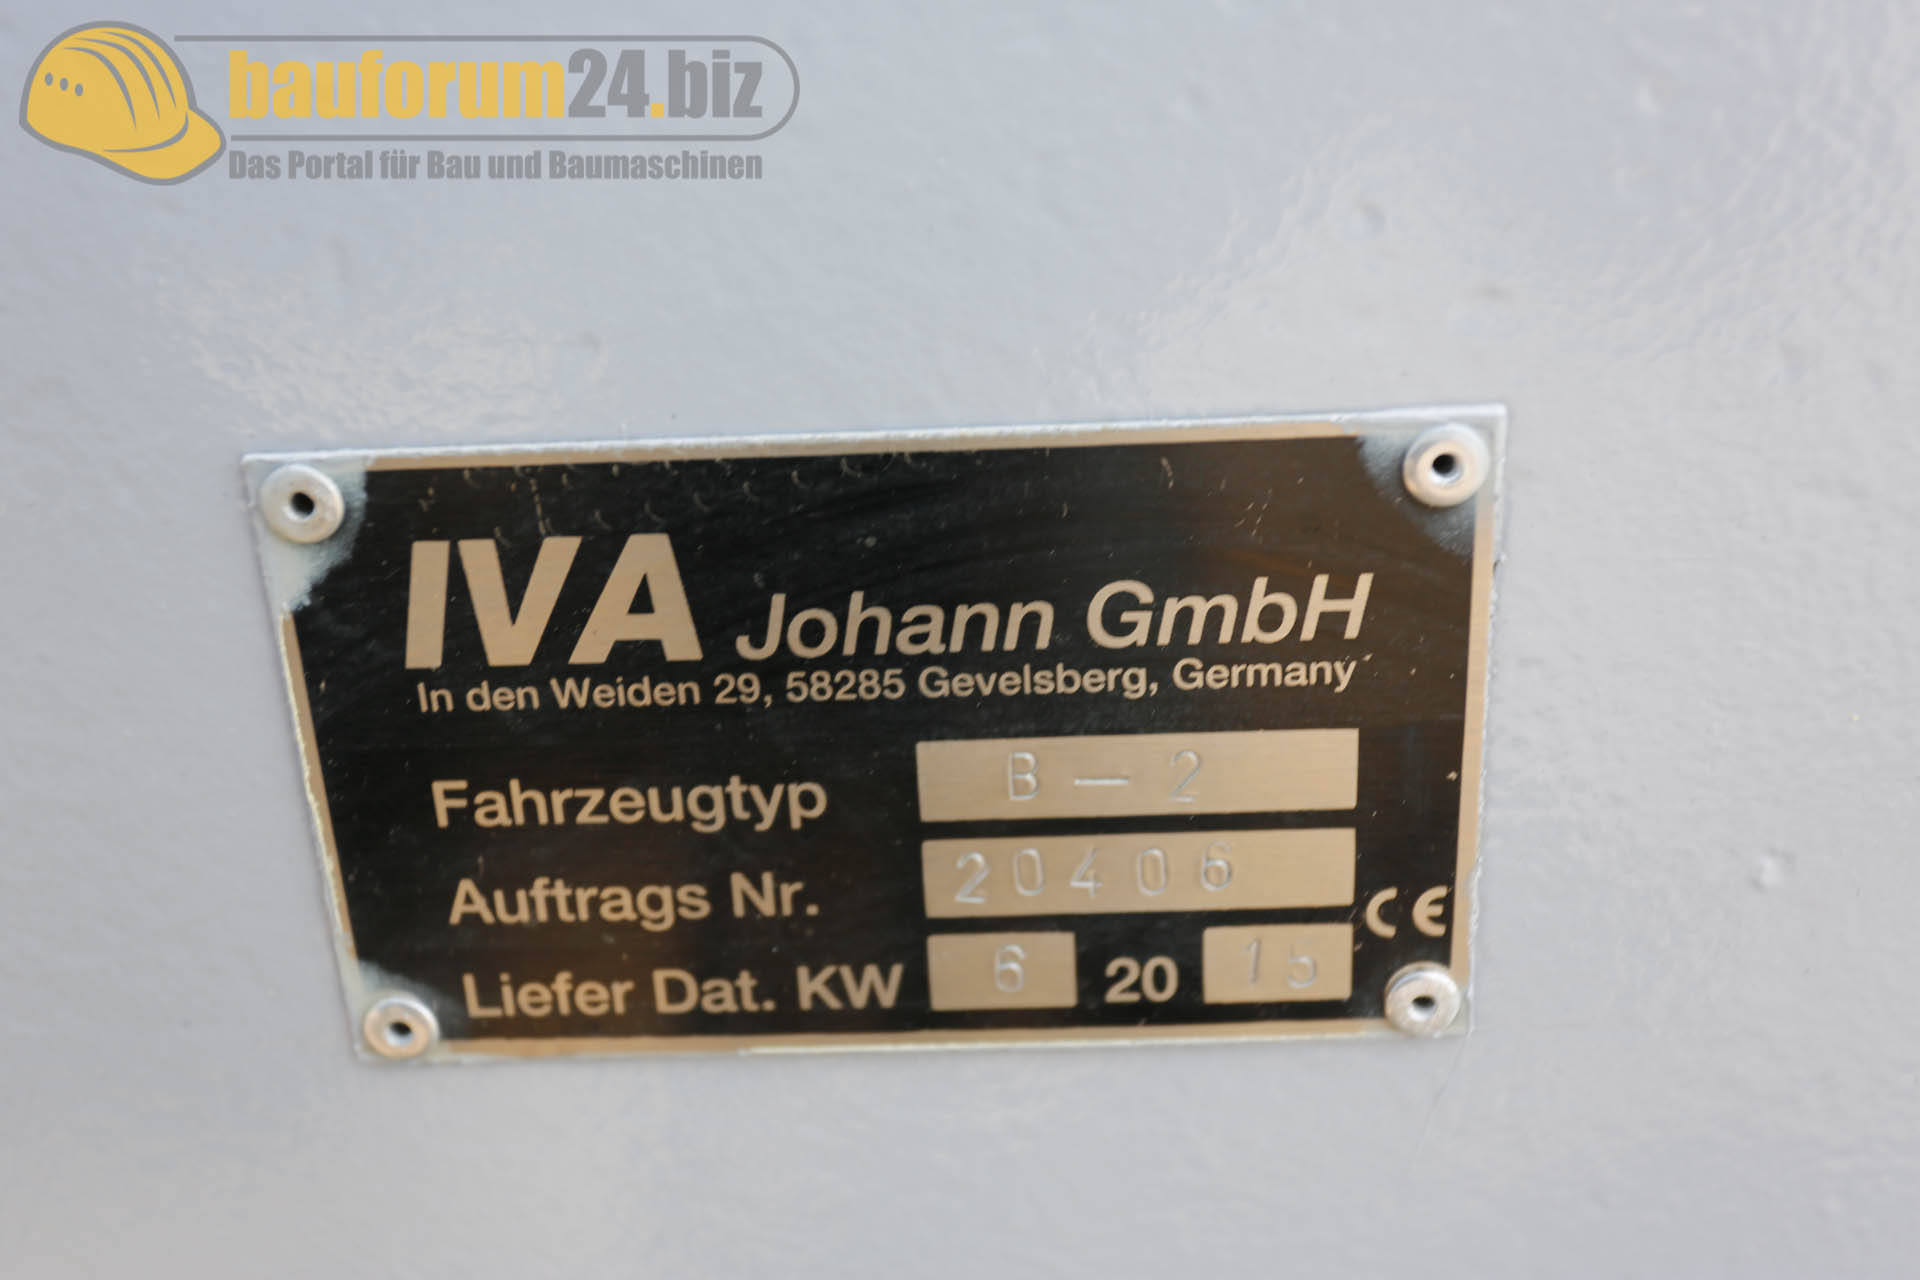 bauforum24.biz
Das Portal für Bau und Baumaschinen
IVA Johann GmbH
In den Weiden 29, 58285 Gevelsberg, Germany
Fahrzeugtyp B - 2
Auftrags Nr. 20406
CE
Liefer Dat. KW 6 20 15